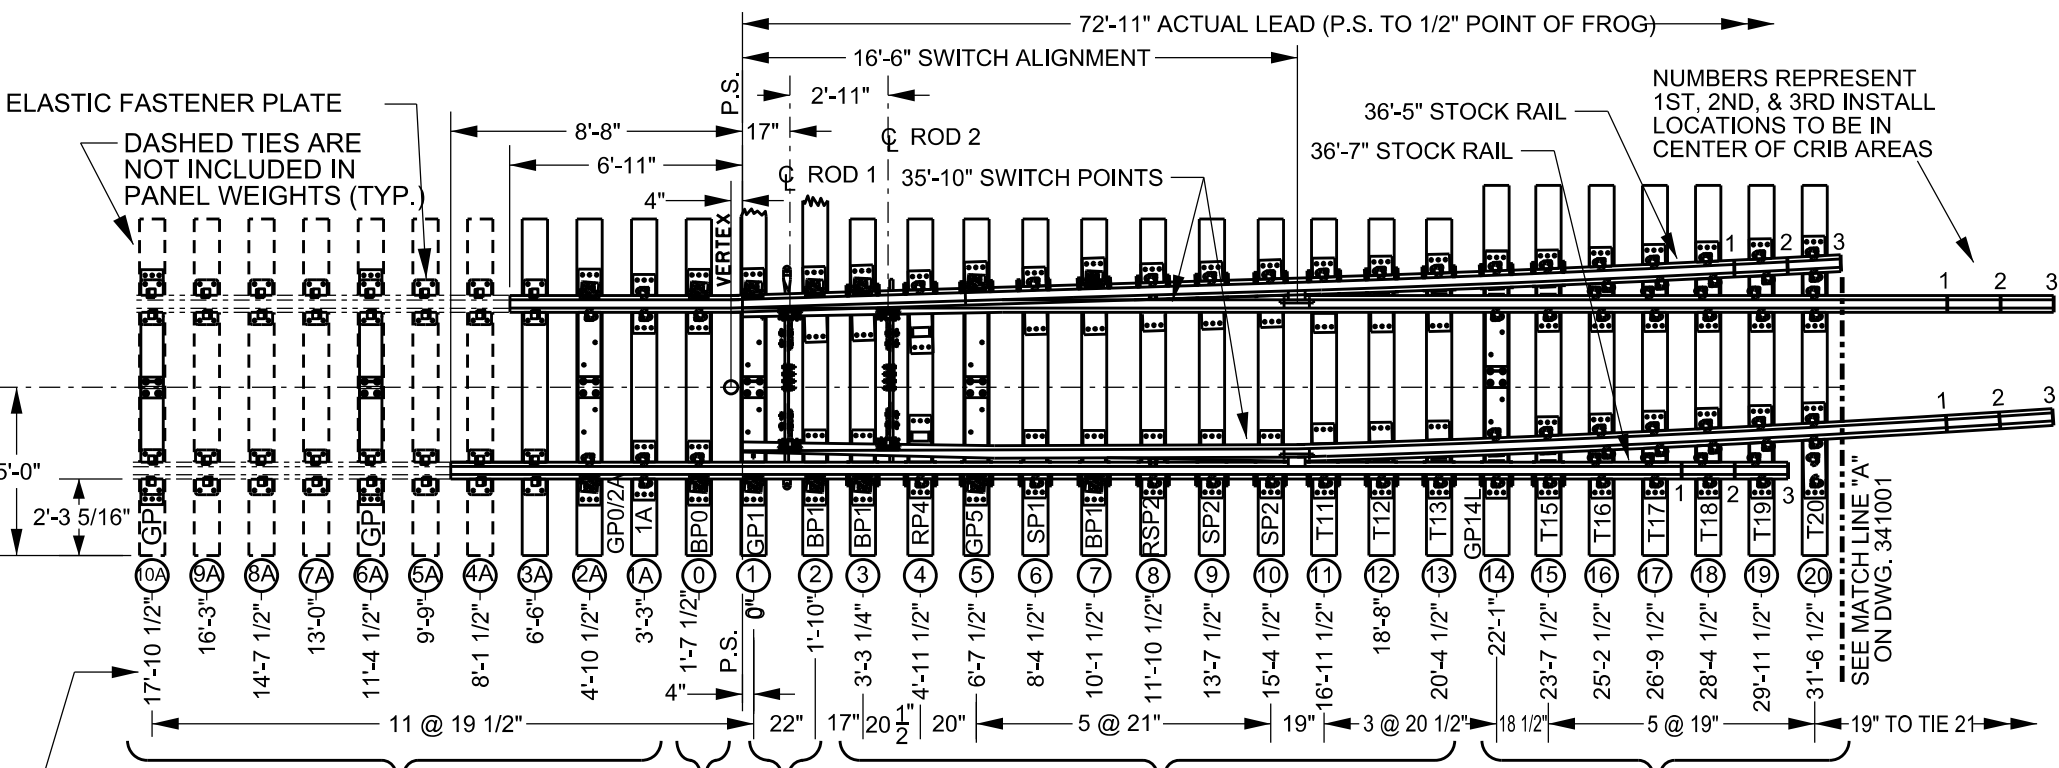 72'-11" ACTUAL LEAD (P.S. TO 1/2" POINT OF FROG)
16'-6" SWITCH ALIGNMENT
P.S.
2'-11"
17"
8'-8"
6'-11"
4"
VERTEX
℄ ROD 2
℄ ROD 1
35'-10" SWITCH POINTS
ELASTIC FASTENER PLATE
DASHED TIES ARE
NOT INCLUDED IN
PANEL WEIGHTS (TYP.)
36'-5" STOCK RAIL
36'-7" STOCK RAIL
NUMBERS REPRESENT
1ST, 2ND, & 3RD INSTALL
LOCATIONS TO BE IN
CENTER OF CRIB AREAS
1 2 3
1 2 3
1 2 3
1 2 3
5'-0"
2'-3 5/16"
GP GP GP0/2A 1A BP0 GP1 BP1 BP1 RP4 GP5 SP1 BP1 RSP2 SP2 SP2 T11 T12 T13 GP14L T15 T16 T17 T18 T19 T20
10A 9A 8A 7A 6A 5A 4A 3A 2A 1A 0 1 2 3 4 5 6 7 8 9 10 11 12 13 14 15 16 17 18 19 20
17'-10 1/2" 16'-3" 14'-7 1/2" 13'-0" 11'-4 1/2" 9'-9" 8'-1 1/2" 6'-6" 4'-10 1/2" 3'-3" 1'-7 1/2" 0" 1'-10" 3'-3 1/4" 4'-11 1/2" 6'-7 1/2" 8'-4 1/2" 10'-1 1/2" 11'-10 1/2" 13'-7 1/2" 15'-4 1/2" 16'-11 1/2" 18'-8" 20'-4 1/2" 22'-1" 23'-7 1/2" 25'-2 1/2" 26'-9 1/2" 28'-4 1/2" 29'-11 1/2" 31'-6 1/2"
P.S.
4"
SEE MATCH LINE "A"
ON DWG. 341001
11 @ 19 1/2" 22" 17" 20 1/2" 20" 5 @ 21" 19" 3 @ 20 1/2" 18 1/2" 5 @ 19" 19" TO TIE 21